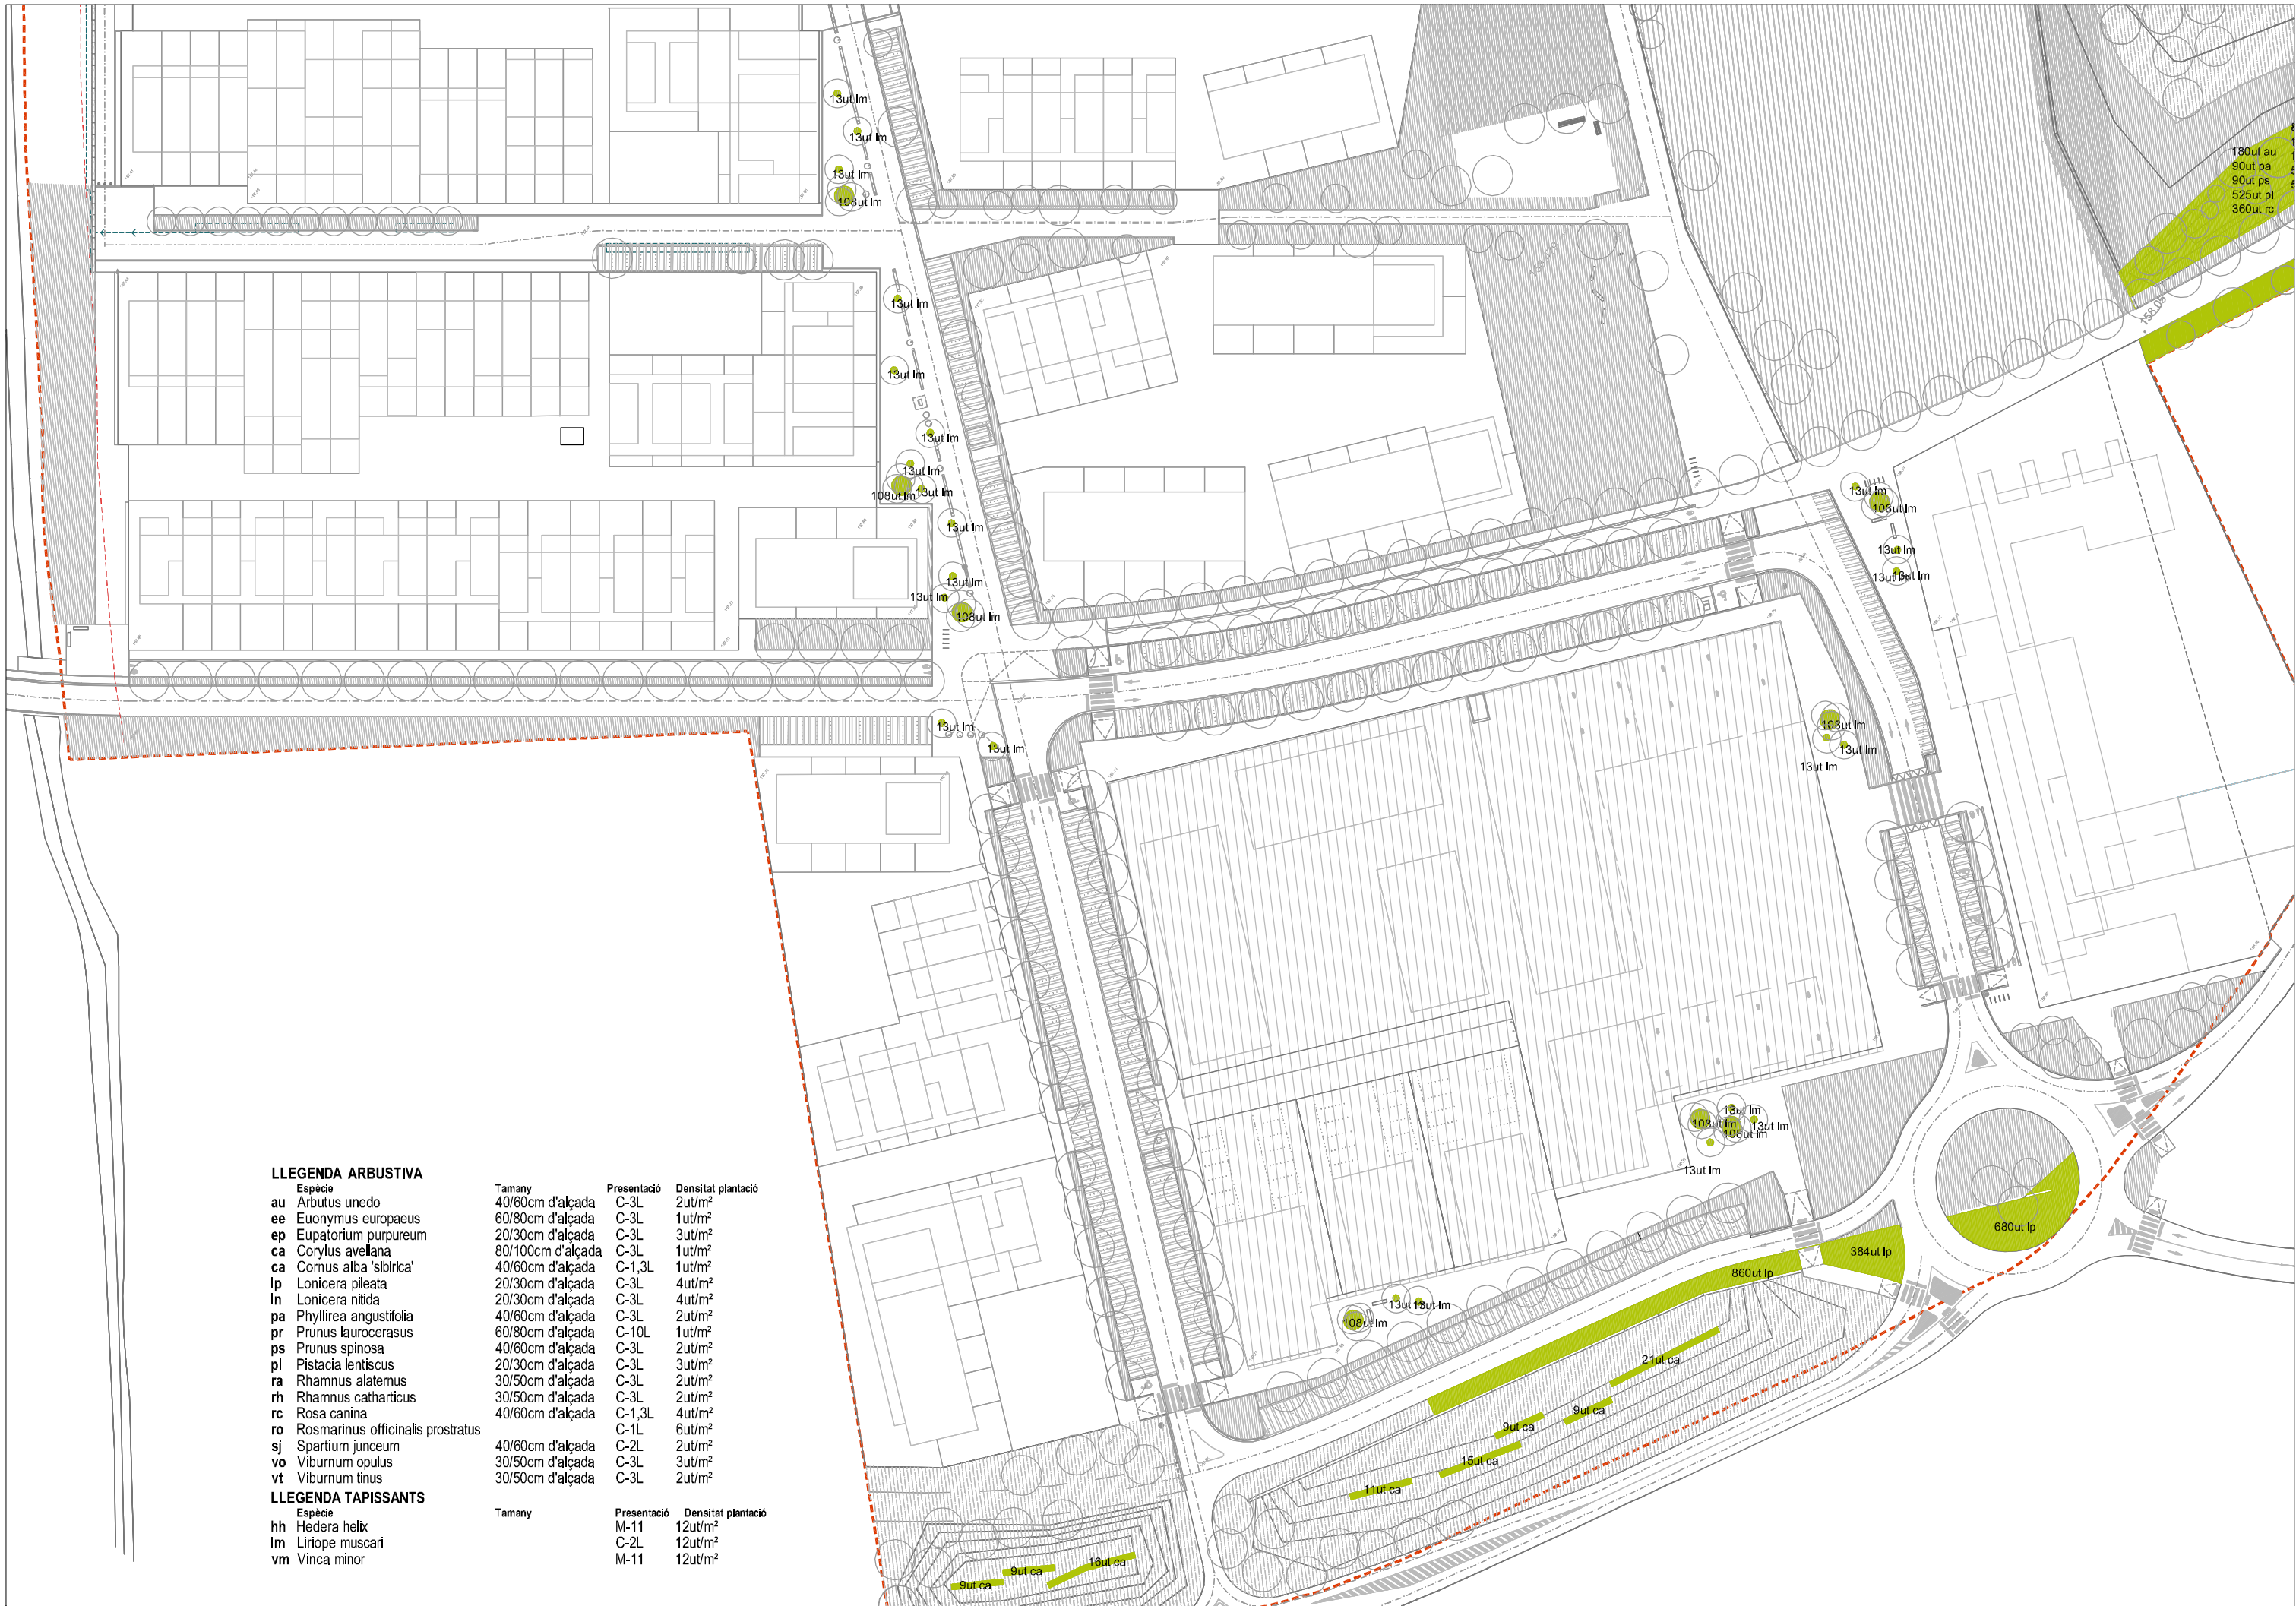 13ut lm
13ut lm
13ut lm
108ut lm
180ut au
90ut pa
90ut ps
525ut pl
360ut rc
13ut lm
158.08
13ut lm
13ut lm
13ut lm
108ut lm
13ut lm
13ut lm
108ut lm
13ut lm
13ut lm
13ut lm
13ut lm
13ut lm
13ut lm
108ut lm
13ut lm
13ut lm
108ut lm
13ut lm
13ut lm
13ut lm
108ut lm
13ut lm
108ut lm
13ut lm
680ut lp
384ut lp
860ut lp
13ut lm
13ut lm
108ut lm
21ut ca
9ut ca
9ut ca
15ut ca
11ut ca
16ut ca
9ut ca
9ut ca
LLEGENDA ARBUSTIVA
Espècie Tamany Presentació Densitat plantació
au Arbutus unedo 40/60cm d'alçada C-3L 2ut/m²
ee Euonymus europaeus 60/80cm d'alçada C-3L 1ut/m²
ep Eupatorium purpureum 20/30cm d'alçada C-3L 3ut/m²
ca Corylus avellana 80/100cm d'alçada C-3L 1ut/m²
ca Cornus alba 'sibirica' 40/60cm d'alçada C-1,3L 1ut/m²
lp Lonicera pileata 20/30cm d'alçada C-3L 4ut/m²
ln Lonicera nitida 20/30cm d'alçada C-3L 4ut/m²
pa Phyllirea angustifolia 40/60cm d'alçada C-3L 2ut/m²
pr Prunus laurocerasus 60/80cm d'alçada C-10L 1ut/m²
ps Prunus spinosa 40/60cm d'alçada C-3L 2ut/m²
pl Pistacia lentiscus 20/30cm d'alçada C-3L 3ut/m²
ra Rhamnus alaternus 30/50cm d'alçada C-3L 2ut/m²
rh Rhamnus catharticus 30/50cm d'alçada C-3L 2ut/m²
rc Rosa canina 40/60cm d'alçada C-1,3L 4ut/m²
ro Rosmarinus officinalis prostratus C-1L 6ut/m²
sj Spartium junceum 40/60cm d'alçada C-2L 2ut/m²
vo Viburnum opulus 30/50cm d'alçada C-3L 3ut/m²
vt Viburnum tinus 30/50cm d'alçada C-3L 2ut/m²
LLEGENDA TAPISSANTS
Espècie Tamany Presentació Densitat plantació
hh Hedera helix M-11 12ut/m²
lm Liriope muscari C-2L 12ut/m²
vm Vinca minor M-11 12ut/m²